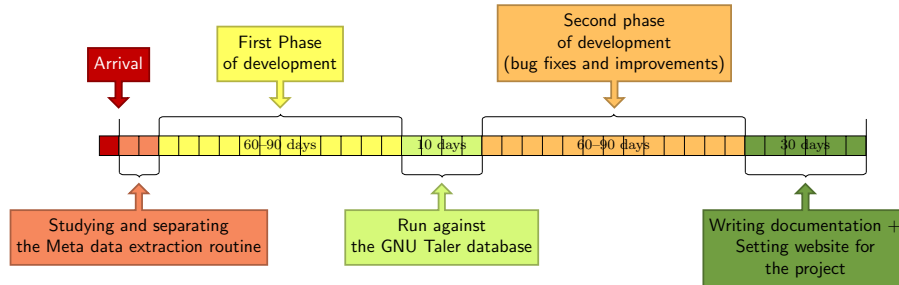 First Phase
of development
Second phase
of development
(bug fixes and improvements)
Arrival
60–90 days
10 days
60–90 days
30 days
Studying and separating
the Meta data extraction routine
Run against
the GNU Taler database
Writing documentation +
Setting website for
the project